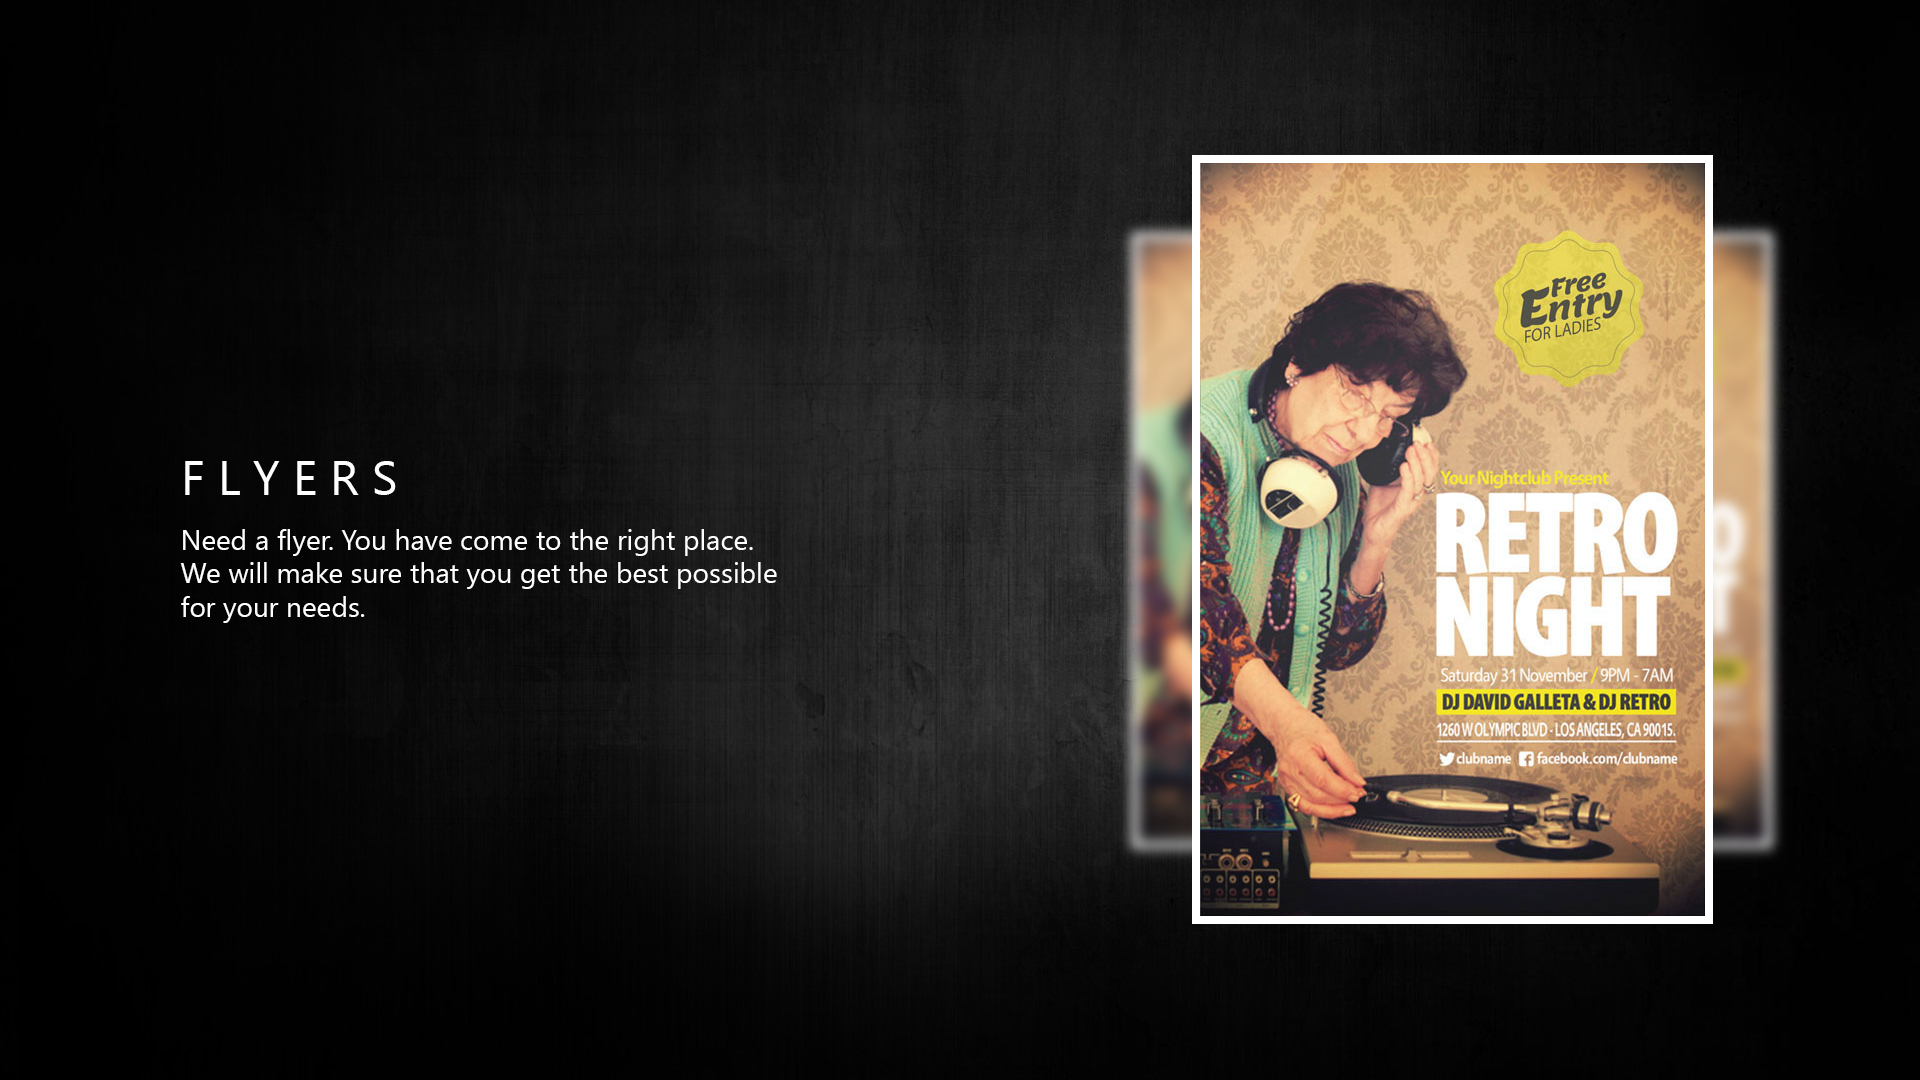 FLYERS
Need a flyer. You have come to the right place.
We will make sure that you get the best possible
for your needs.
Free
Entry
FOR LADIES
Your Nightclub Present
RETRO
NIGHT
Saturday 31 November / 9PM - 7AM
DJ DAVID GALLETA & DJ RETRO
1260 W OLYMPIC BLVD - LOS ANGELES, CA 90015.
clubname facebook.com/clubname